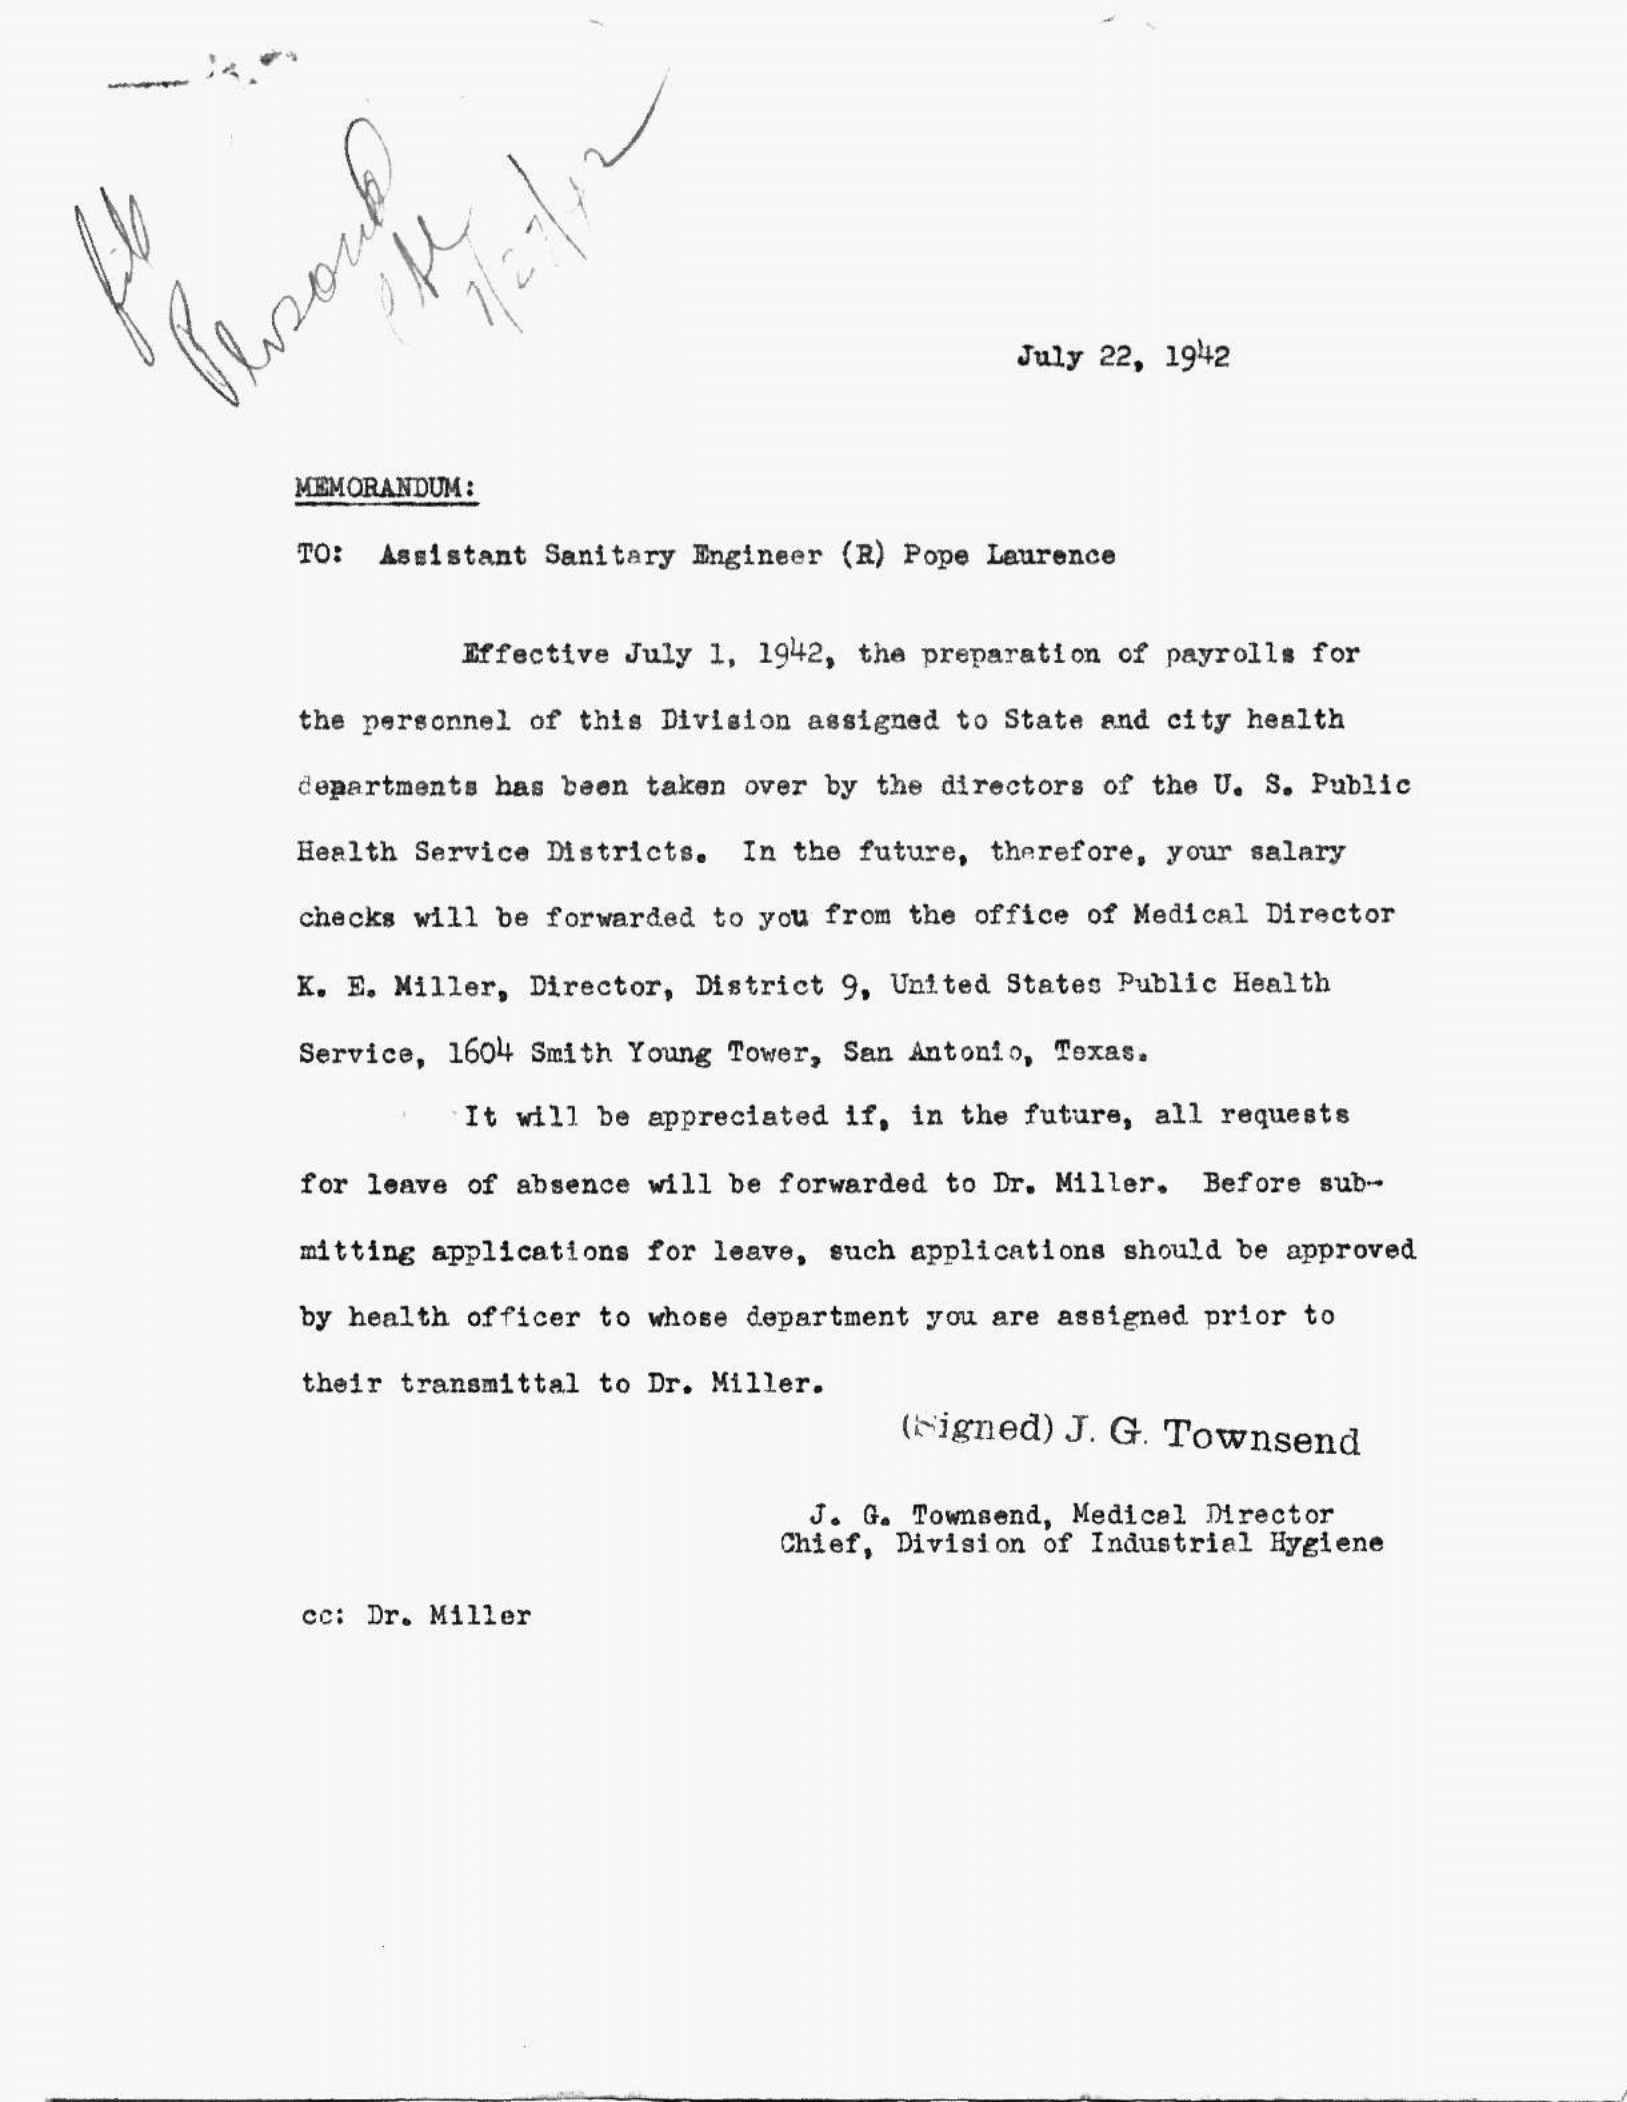 file
Personal
7/27/42
July 22, 1942
MEMORANDUM:
TO: Assistant Sanitary Engineer (R) Pope Laurence
Effective July 1, 1942, the preparation of payrolls for
the personnel of this Division assigned to State and city health
departments has been taken over by the directors of the U. S. Public
Health Service Districts. In the future, therefore, your salary
checks will be forwarded to you from the office of Medical Director
K. E. Miller, Director, District 9, United States Public Health
Service, 1604 Smith Young Tower, San Antonio, Texas.
It will be appreciated if, in the future, all requests
for leave of absence will be forwarded to Dr. Miller. Before sub-
mitting applications for leave, such applications should be approved
by health officer to whose department you are assigned prior to
their transmittal to Dr. Miller.
(Signed) J. G. Townsend
J. G. Townsend, Medical Director
Chief, Division of Industrial Hygiene
cc: Dr. Miller